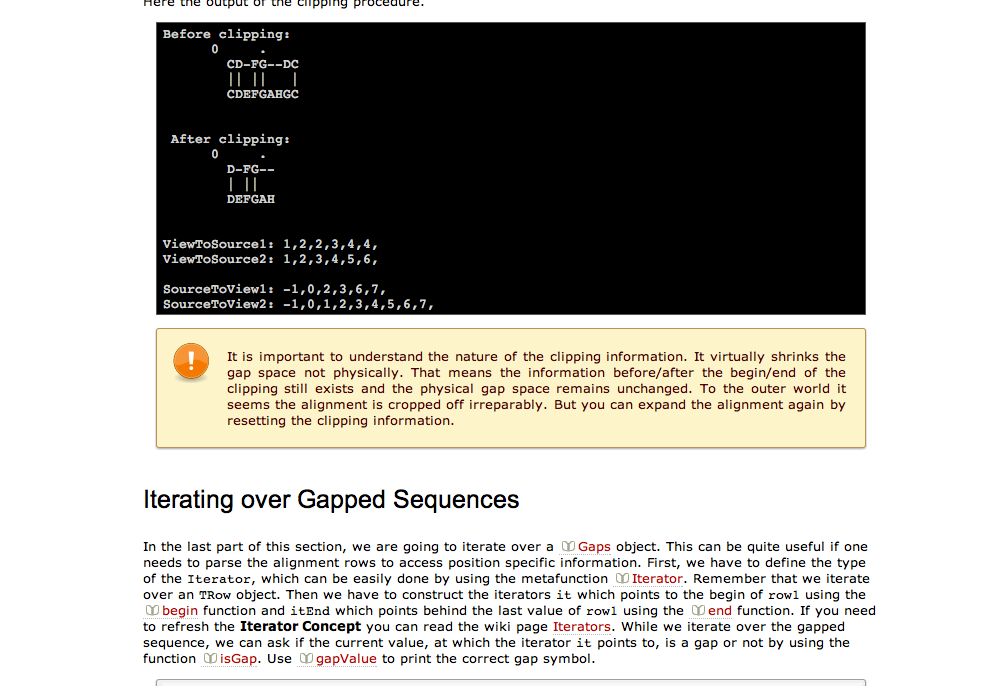 Here the output of the clipping procedure.
Before clipping:
0 .
CD-FG--DC
|| || |
CDEFGAHGC
After clipping:
0 .
D-FG--
| ||
DEFGAH
ViewToSource1: 1,2,2,3,4,4,
ViewToSource2: 1,2,3,4,5,6,
SourceToView1: -1,0,2,3,6,7,
SourceToView2: -1,0,1,2,3,4,5,6,7,
It is important to understand the nature of the clipping information. It virtually shrinks the
gap space not physically. That means the information before/after the begin/end of the
clipping still exists and the physical gap space remains unchanged. To the outer world it
seems the alignment is cropped off irreparably. But you can expand the alignment again by
resetting the clipping information.
Iterating over Gapped Sequences
In the last part of this section, we are going to iterate over a Gaps object. This can be quite useful if one
needs to parse the alignment rows to access position specific information. First, we have to define the type
of the Iterator, which can be easily done by using the metafunction Iterator. Remember that we iterate
over an TRow object. Then we have to construct the iterators it which points to the begin of row1 using the
begin function and itEnd which points behind the last value of row1 using the end function. If you need
to refresh the Iterator Concept you can read the wiki page Iterators. While we iterate over the gapped
sequence, we can ask if the current value, at which the iterator it points to, is a gap or not by using the
function isGap. Use gapValue to print the correct gap symbol.